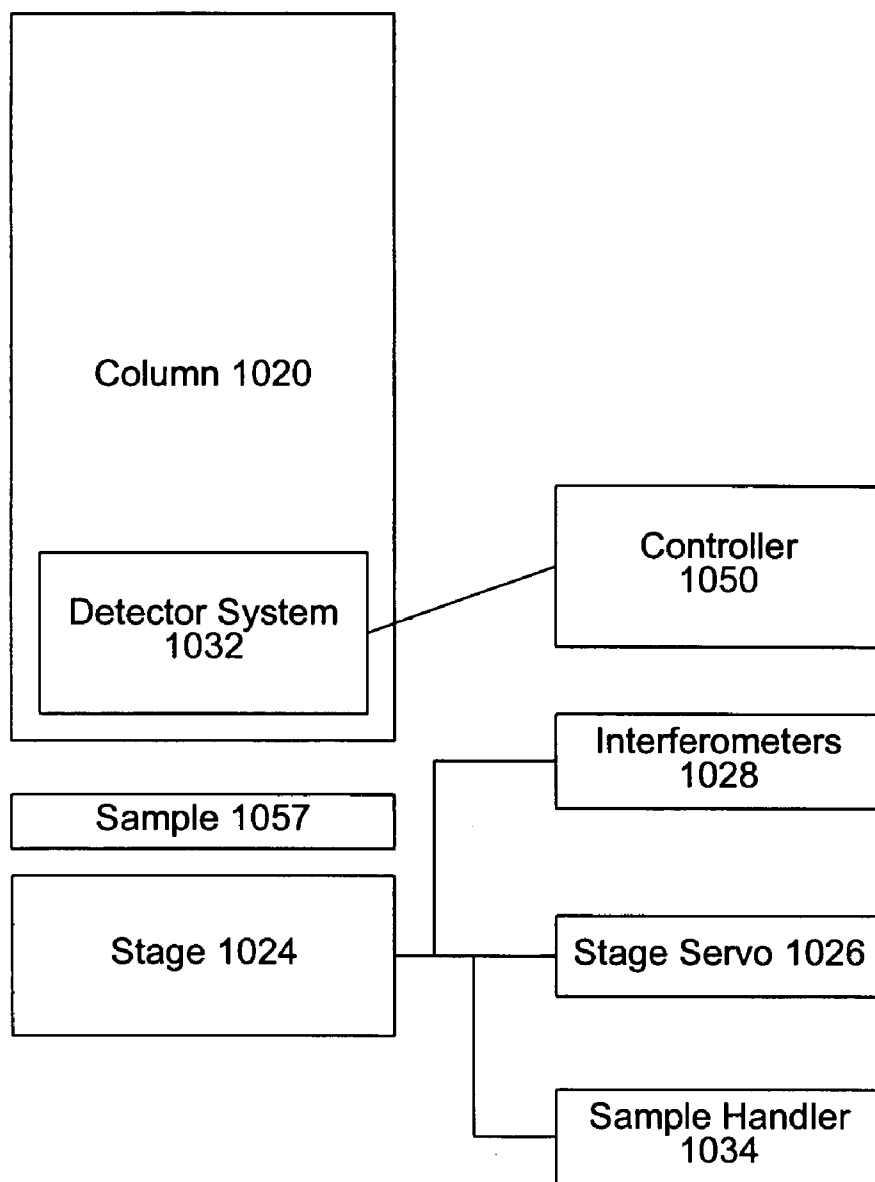 Column 1020
Detector System
1032
Controller
1050
Interferometers
1028
Sample 1057
Stage 1024
Stage Servo 1026
Sample Handler
1034